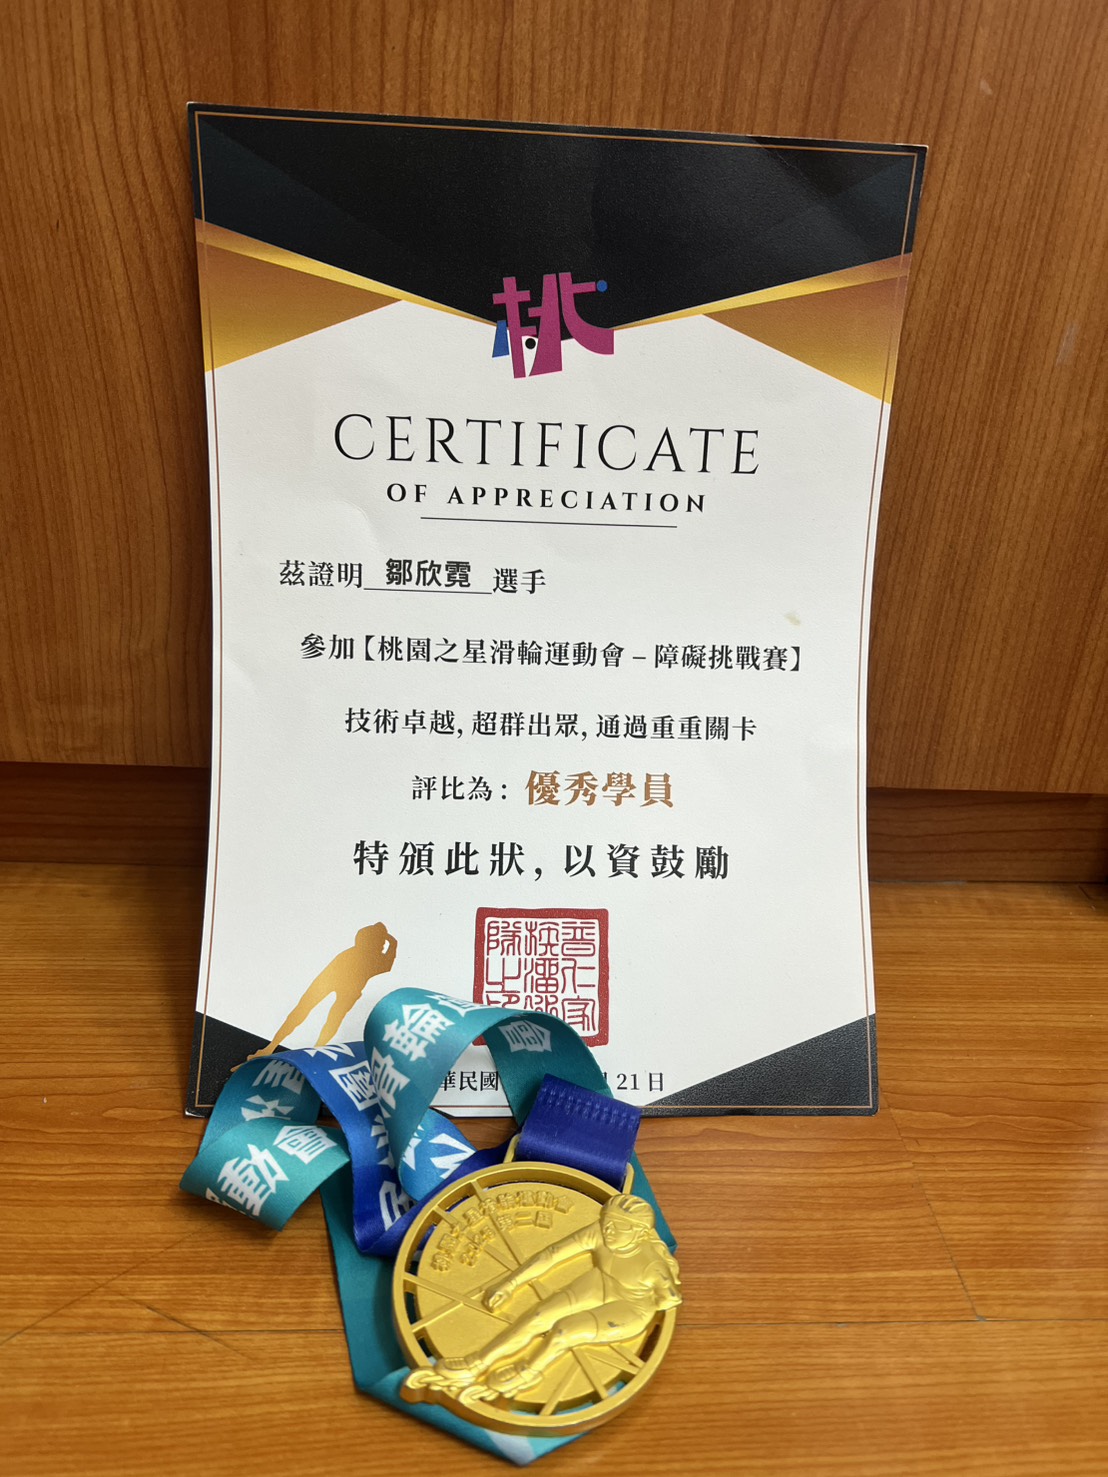 桃
CERTIFICATE
OF APPRECIATION
茲證明 鄒欣霓 選手
參加【桃園之星滑輪運動會－障礙挑戰賽】
技術卓越, 超群出眾, 通過重重關卡
評比為: 優秀學員
特頒此狀, 以資鼓勵
華民國
21 日
動會